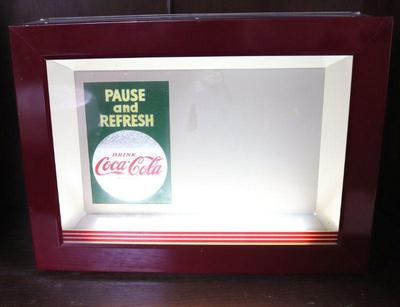 PAUSE
and
REFRESH
DRINK
Coca-Cola